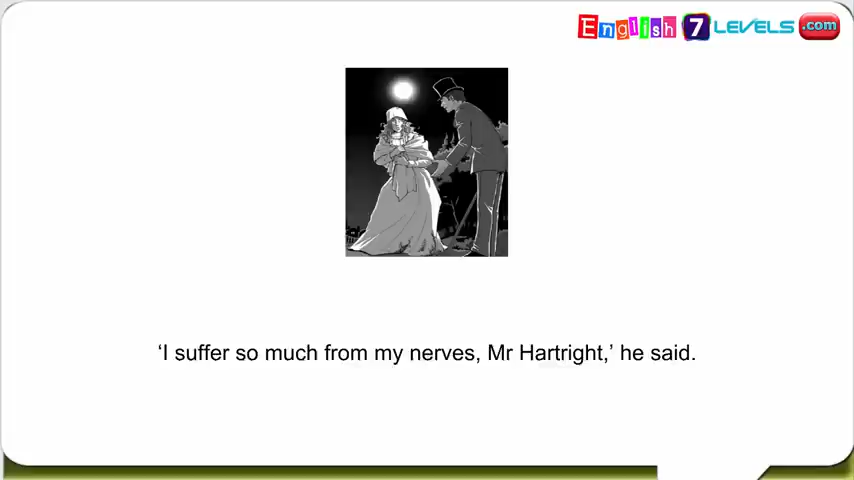 English 7 LEVELS .com
‘I suffer so much from my nerves, Mr Hartright,’ he said.